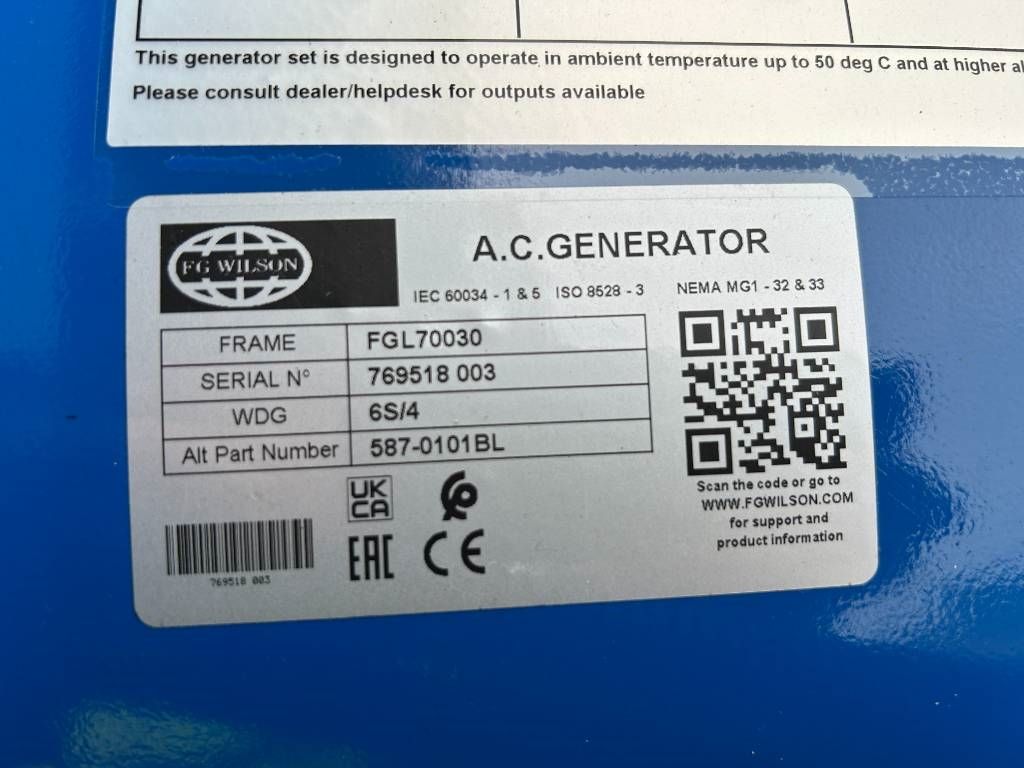 This generator set is designed to operate in ambient temperature up to 50 deg C and at higher
Please consult dealer/helpdesk for outputs available
FG WILSON
A.C.GENERATOR
IEC 60034 - 1 & 5 ISO 8528 - 3 NEMA MG1 - 32 & 33
FRAME FGL70030
SERIAL N° 769518 003
WDG 6S/4
Alt Part Number 587-0101BL
Scan the code or go to
WWW.FGWILSON.COM
for support and
product information
UK
CA
EAC CE
769518 003